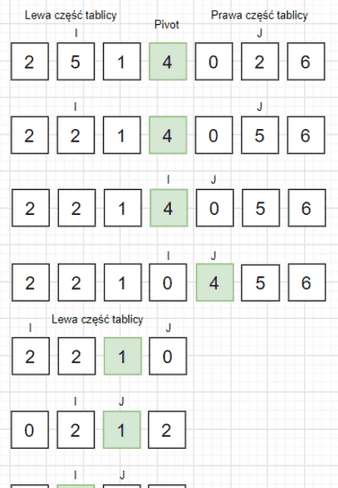 Lewa część tablicy Pivot Prawa część tablicy
I J
2 5 1 4 0 2 6
I J
2 2 1 4 0 5 6
I J
2 2 1 4 0 5 6
I J
2 2 1 0 4 5 6
Lewa część tablicy
I J
2 2 1 0
I J
0 2 1 2
I J